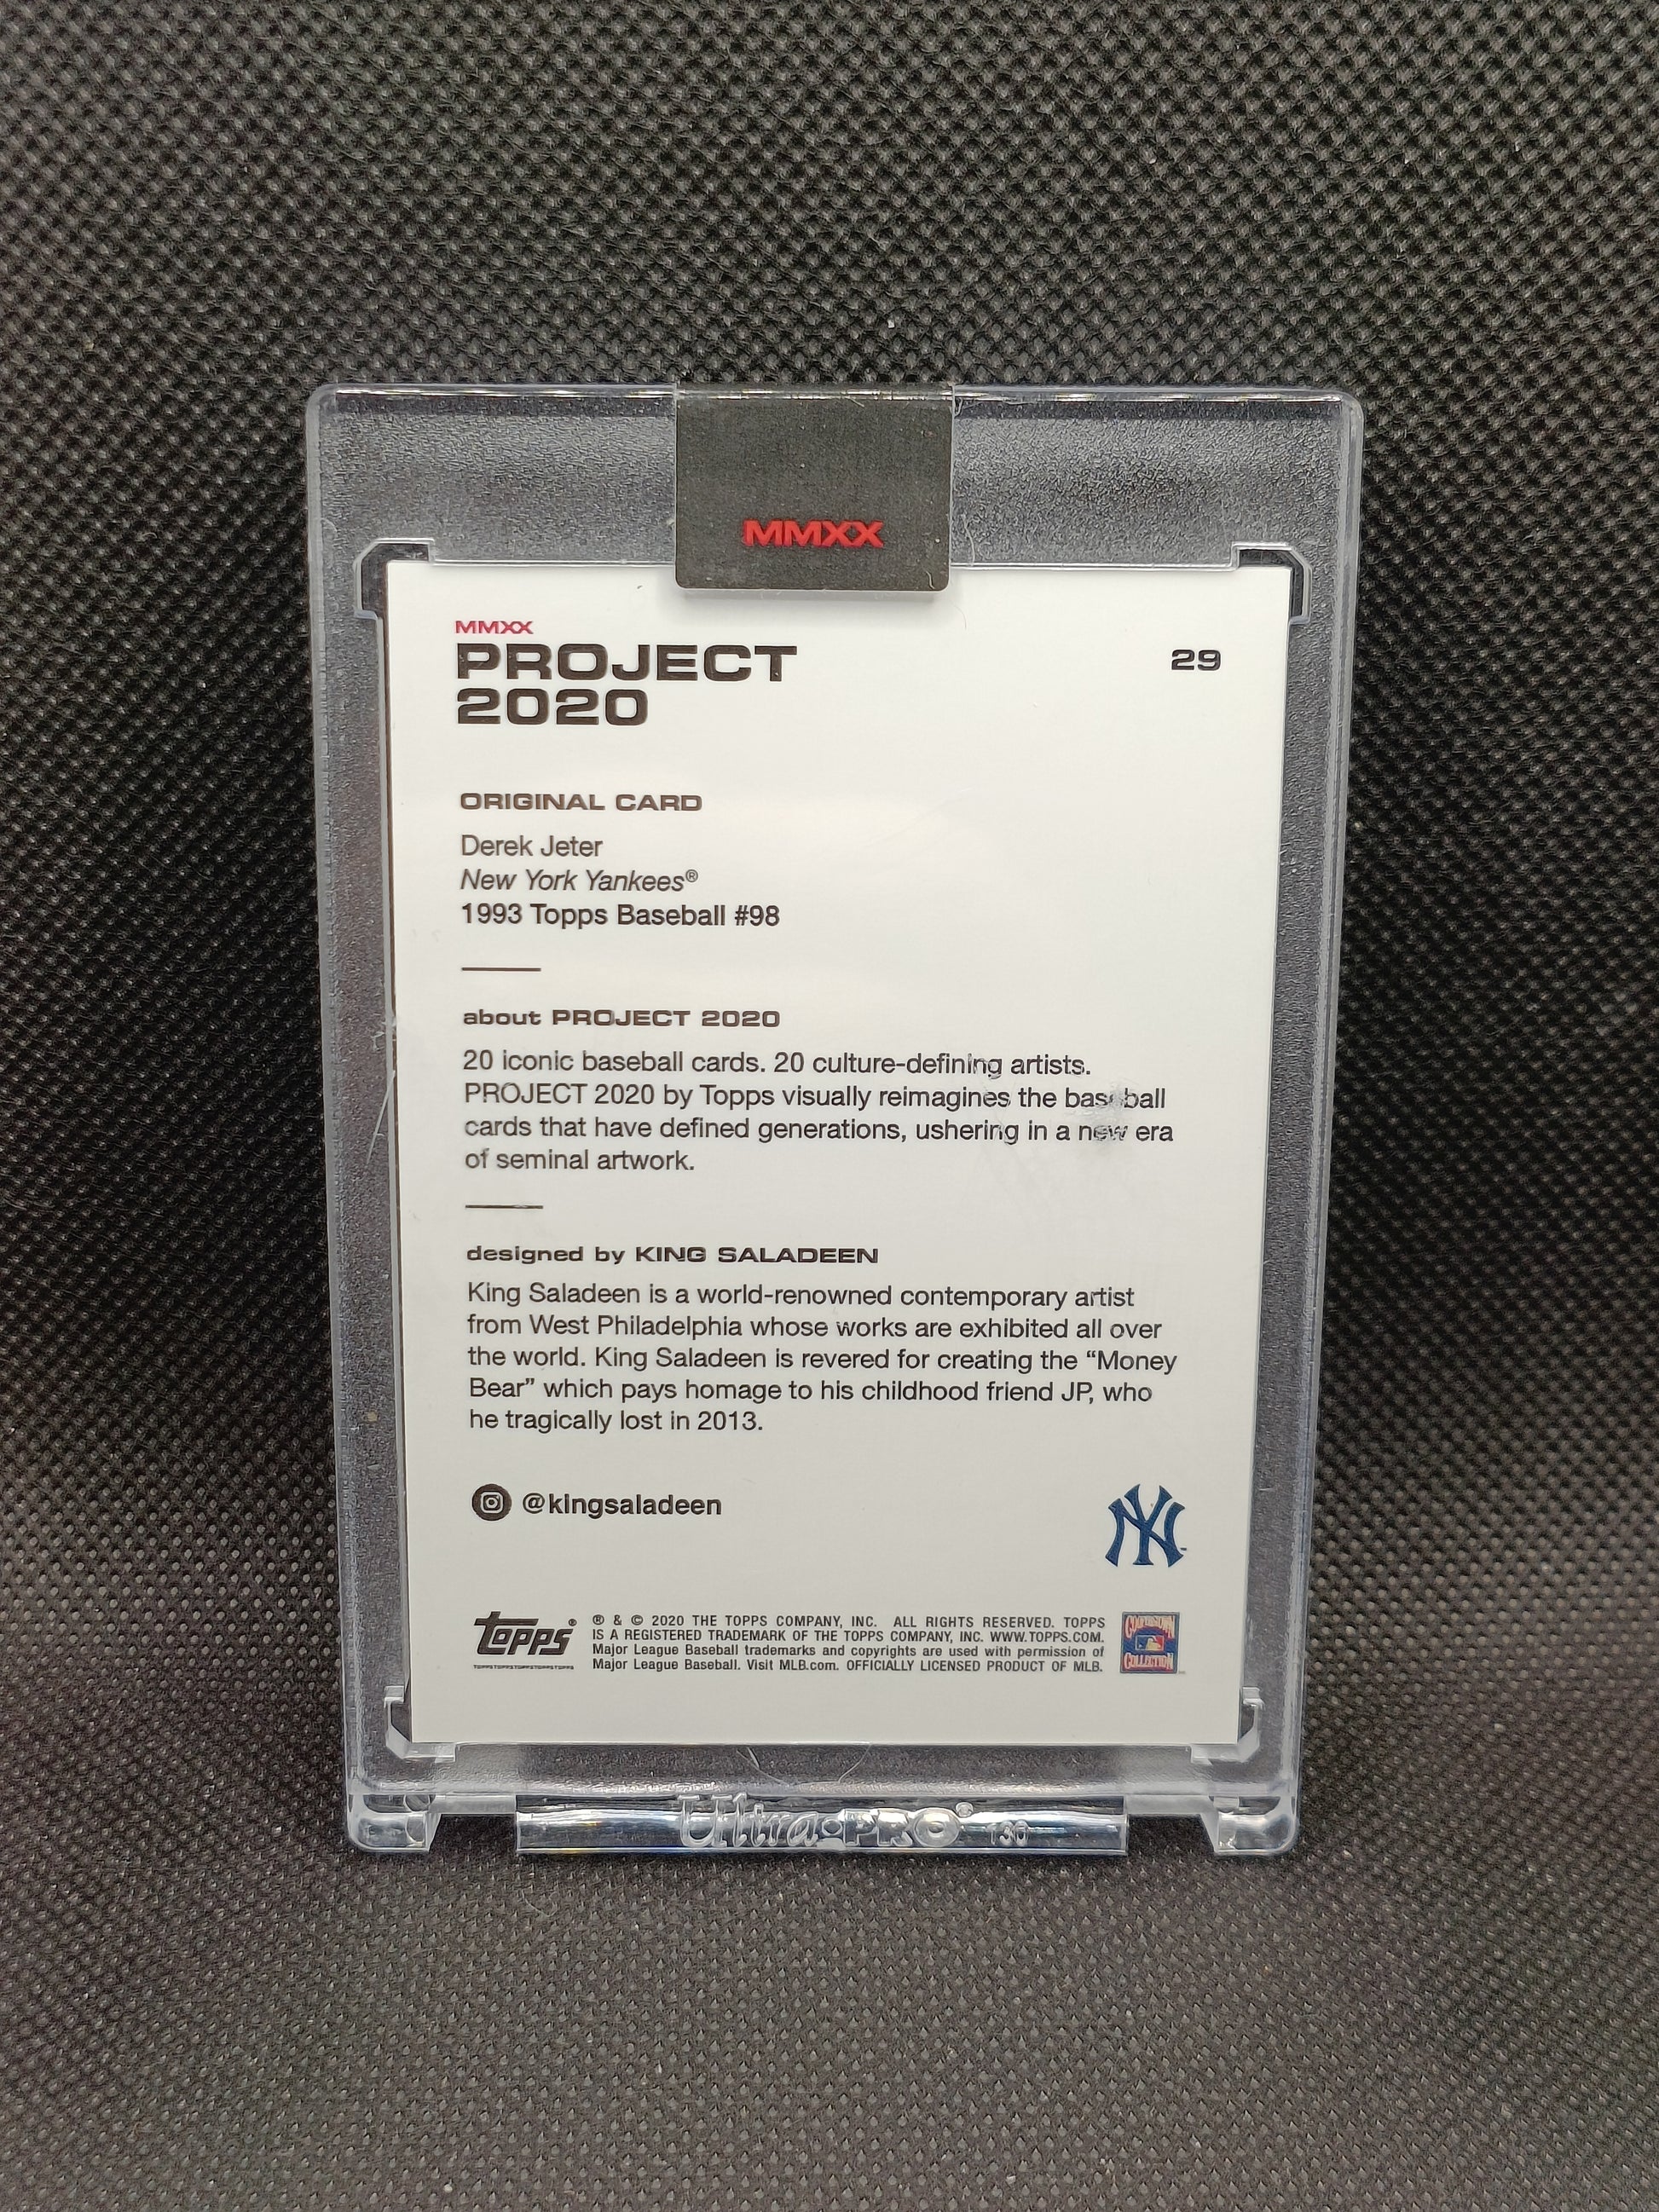 MMXX
MMXX
PROJECT
2020
29
ORIGINAL CARD
Derek Jeter
New York Yankees®
1993 Topps Baseball #98
about PROJECT 2020
20 iconic baseball cards. 20 culture-defining artists.
PROJECT 2020 by Topps visually reimagines the baseball
cards that have defined generations, ushering in a new era
of seminal artwork.
designed by KING SALADEEN
King Saladeen is a world-renowned contemporary artist
from West Philadelphia whose works are exhibited all over
the world. King Saladeen is revered for creating the “Money
Bear” which pays homage to his childhood friend JP, who
he tragically lost in 2013.
@kingsaladeen
NY
Topps®
TOPPSTOPPSTOPPSTOPPSTOPPS
® & © 2020 THE TOPPS COMPANY, INC. ALL RIGHTS RESERVED. TOPPS
IS A REGISTERED TRADEMARK OF THE TOPPS COMPANY, INC. WWW.TOPPS.COM.
Major League Baseball trademarks and copyrights are used with permission of
Major League Baseball. Visit MLB.com. OFFICIALLY LICENSED PRODUCT OF MLB.
COOPERSTOWN
COLLECTION
Ultra•PRO® 130